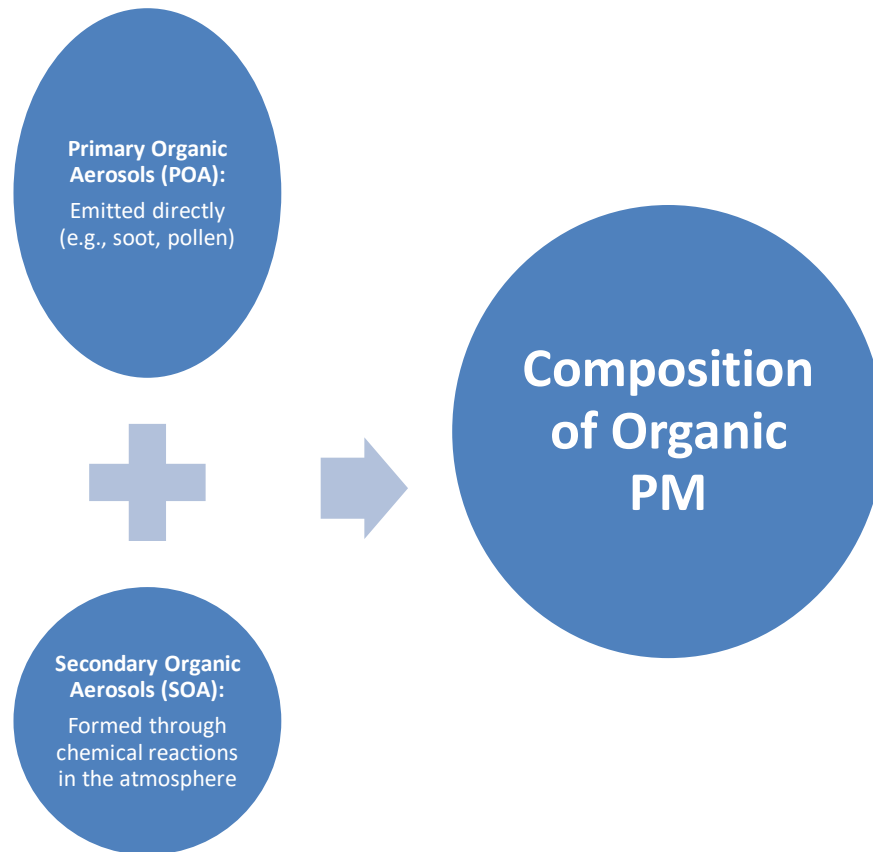 Primary Organic
Aerosols (POA):
Emitted directly
(e.g., soot, pollen)
Composition
of Organic
PM
Secondary Organic
Aerosols (SOA):
Formed through
chemical reactions
in the atmosphere